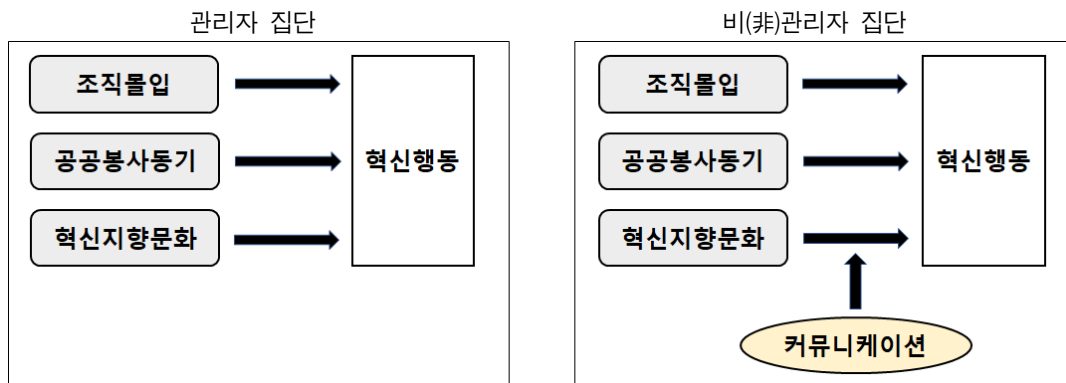 관리자 집단
조직몰입
공공봉사동기
혁신지향문화
혁신행동
비(非)관리자 집단
조직몰입
공공봉사동기
혁신지향문화
혁신행동
커뮤니케이션